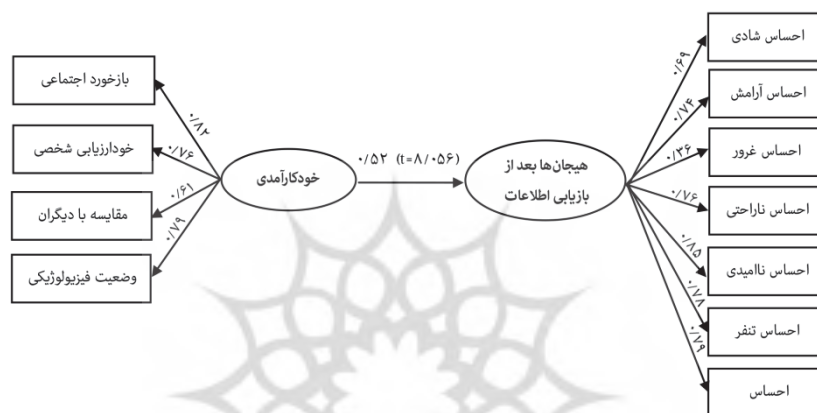 احساس شادی
۰/۶۹
بازخورد اجتماعی
احساس آرامش
۰/۸۲
۰/۷۴
خودارزیابی شخصی
۰/۷۶
۰/۵۲ (t=۸/۰۵۶)
احساس غرور
۰/۳۶
خودکارآمدی
هیجان‌ها بعد از
بازیابی اطلاعات
مقایسه با دیگران
۰/۶۱
احساس ناراحتی
۰/۷۶
وضعیت فیزیولوژیکی
۰/۷۹
احساس ناامیدی
۰/۸۵
احساس تنفر
۰/۷۸
احساس
۰/۷۹